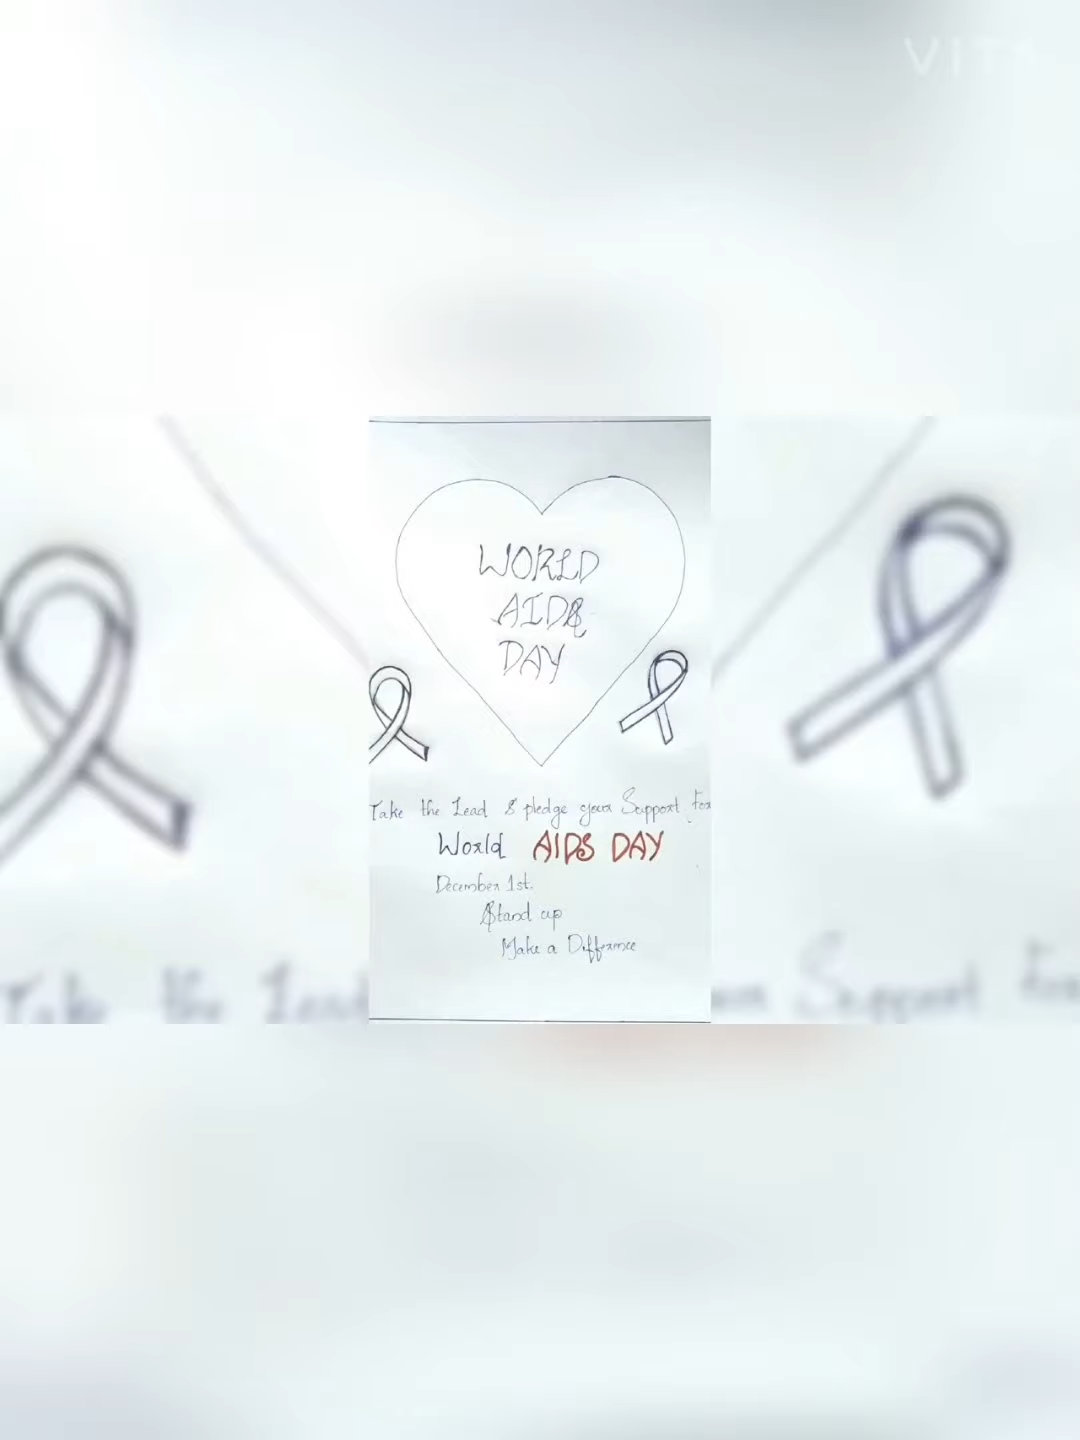 VITA
WORLD
AIDS
DAY
Take the Lead & pledge your Support For
World AIDS DAY
December 1st.
Stand up
Make a Difference